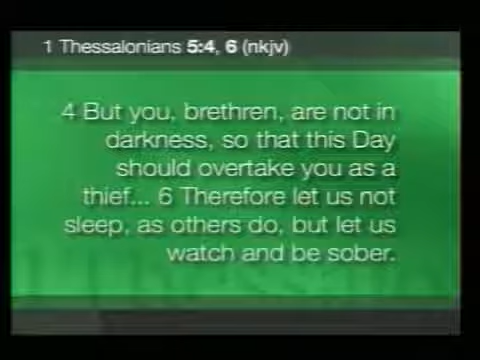 1 Thessalonians 5:4, 6 (nkjv)
4 But you, brethren, are not in
darkness, so that this Day
should overtake you as a
thief... 6 Therefore let us not
sleep, as others do, but let us
watch and be sober.